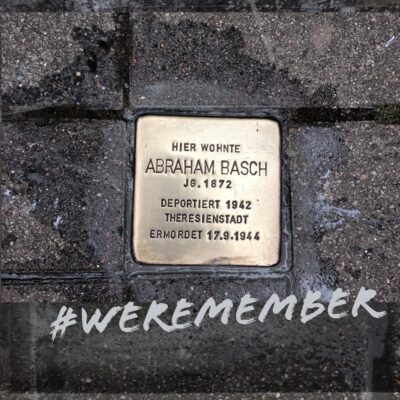 HIER WOHNTE
ABRAHAM BASCH
JG. 1872
DEPORTIERT 1942
THERESIENSTADT
ERMORDET 17.9.1944
#WEREMEMBER